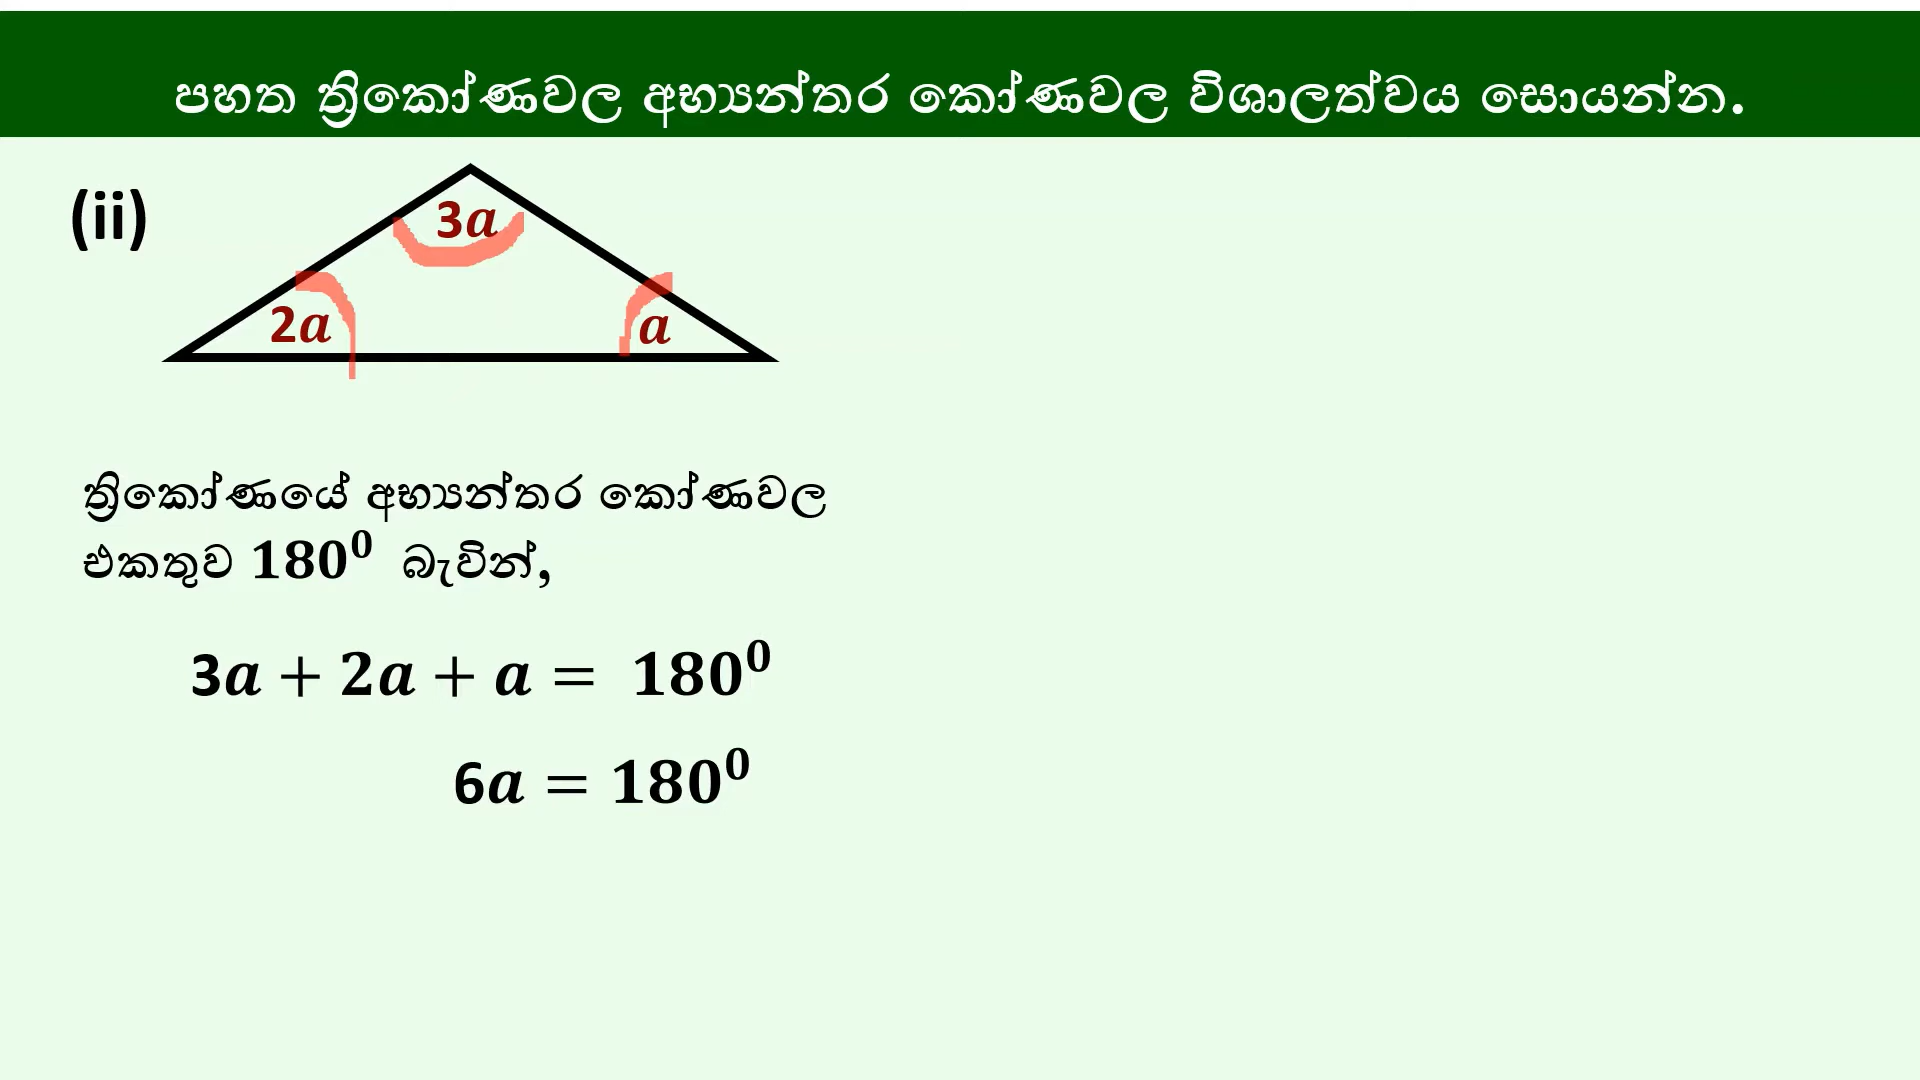 පහත ත්‍රිකෝණවල අභ්‍යන්තර කෝණවල විශාලත්වය සොයන්න.
(ii)
3a
2a
a
ත්‍රිකෝණයේ අභ්‍යන්තර කෝණවල
එකතුව 180⁰ බැවින්,
3a + 2a + a = 180⁰
6a = 180⁰